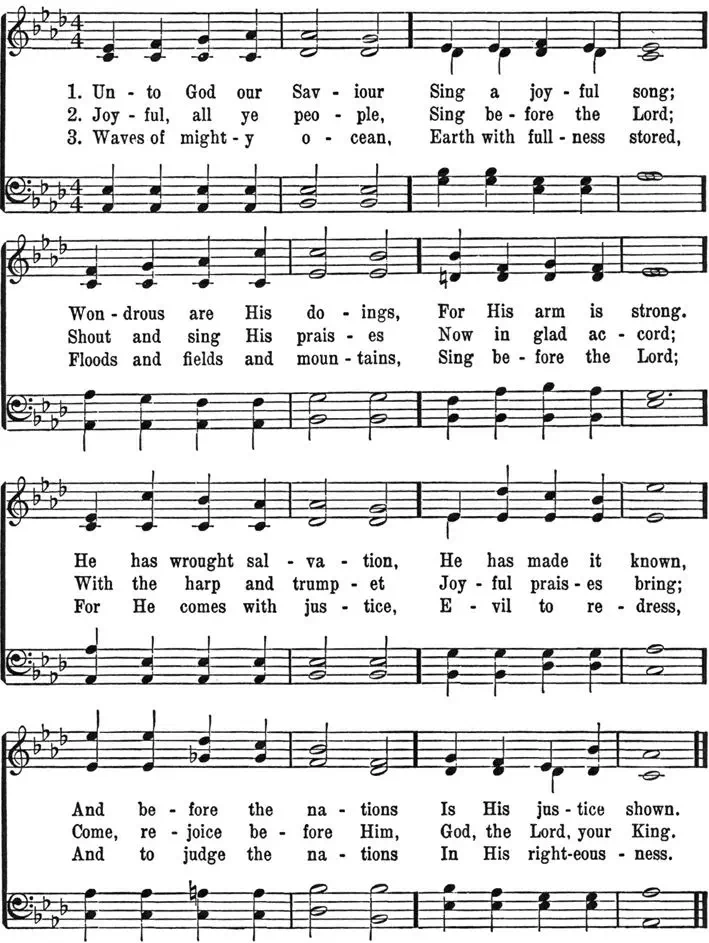 4
4
1. Un - to God our Sav - iour Sing a joy - ful song;
2. Joy - ful, all ye peo - ple, Sing be - fore the Lord;
3. Waves of might - y o - cean, Earth with full - ness stored,
4
4
Won - drous are His do - ings, For His arm is strong.
Shout and sing His prais - es Now in glad ac - cord;
Floods and fields and moun - tains, Sing be - fore the Lord;
He has wrought sal - va - tion, He has made it known,
With the harp and trump - et Joy - ful prais - es bring;
For He comes with jus - tice, E - vil to re - dress,
And be - fore the na - tions Is His jus - tice shown.
Come, re - joice be - fore Him, God, the Lord, your King.
And to judge the na - tions In His right-eous - ness.